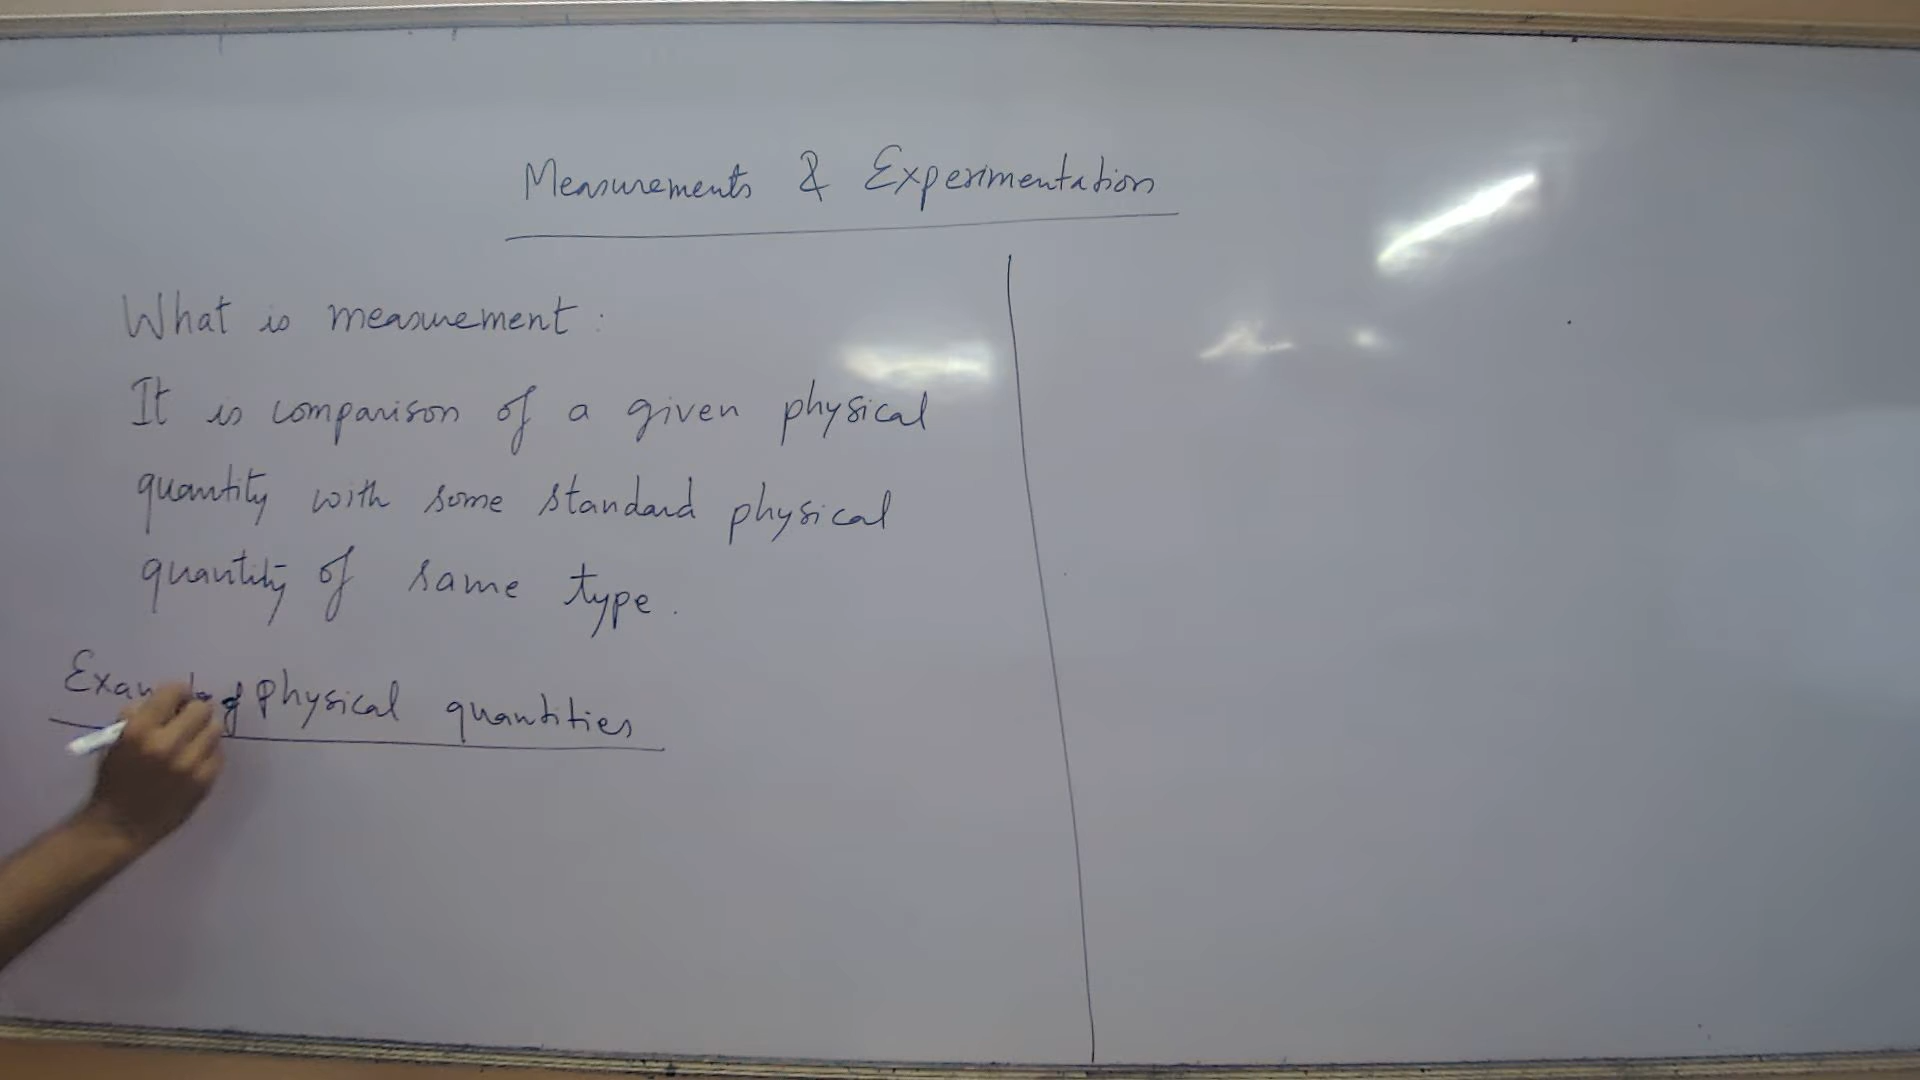 Measurements & Experimentation
What is measurement :
It is comparison of a given physical
quantity with some standard physical
quantity of same type.
of Physical quantities